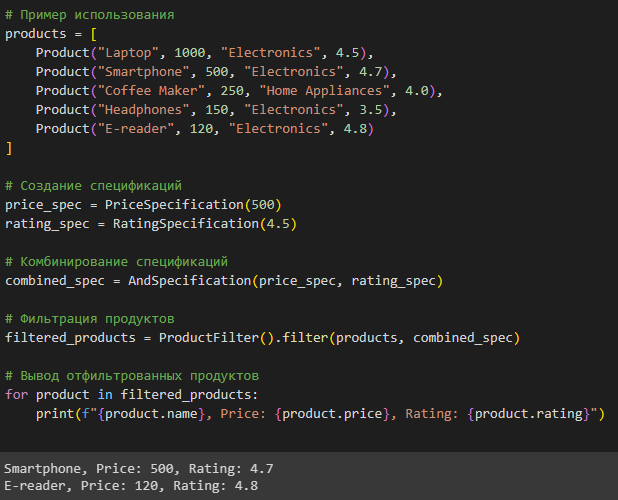 # Пример использования
products = [
    Product("Laptop", 1000, "Electronics", 4.5),
    Product("Smartphone", 500, "Electronics", 4.7),
    Product("Coffee Maker", 250, "Home Appliances", 4.0),
    Product("Headphones", 150, "Electronics", 3.5),
    Product("E-reader", 120, "Electronics", 4.8)
]
# Создание спецификаций
price_spec = PriceSpecification(500)
rating_spec = RatingSpecification(4.5)
# Комбинирование спецификаций
combined_spec = AndSpecification(price_spec, rating_spec)
# Фильтрация продуктов
filtered_products = ProductFilter().filter(products, combined_spec)
# Вывод отфильтрованных продуктов
for product in filtered_products:
    print(f"{product.name}, Price: {product.price}, Rating: {product.rating}")
Smartphone, Price: 500, Rating: 4.7
E-reader, Price: 120, Rating: 4.8